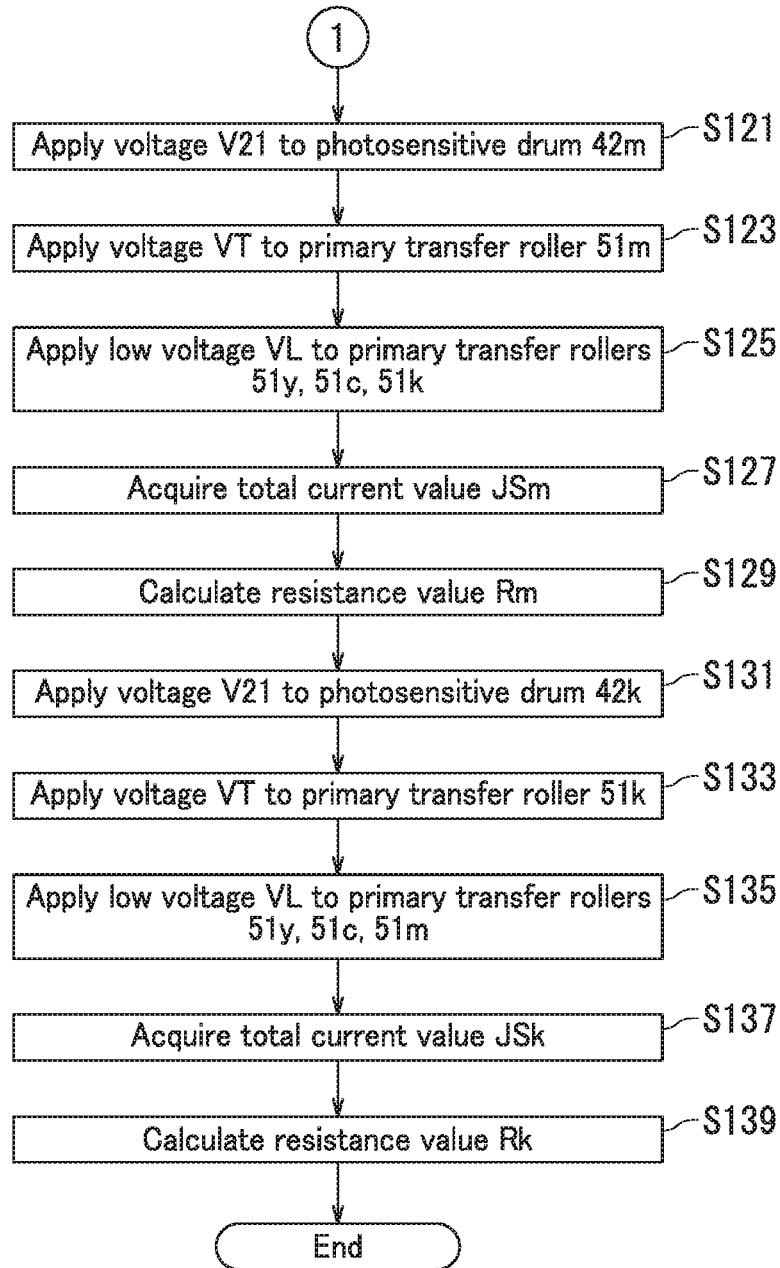 1
Apply voltage V21 to photosensitive drum 42m
S121
Apply voltage VT to primary transfer roller 51m
S123
Apply low voltage VL to primary transfer rollers
51y, 51c, 51k
S125
Acquire total current value JSm
S127
Calculate resistance value Rm
S129
Apply voltage V21 to photosensitive drum 42k
S131
Apply voltage VT to primary transfer roller 51k
S133
Apply low voltage VL to primary transfer rollers
51y, 51c, 51m
S135
Acquire total current value JSk
S137
Calculate resistance value Rk
S139
End